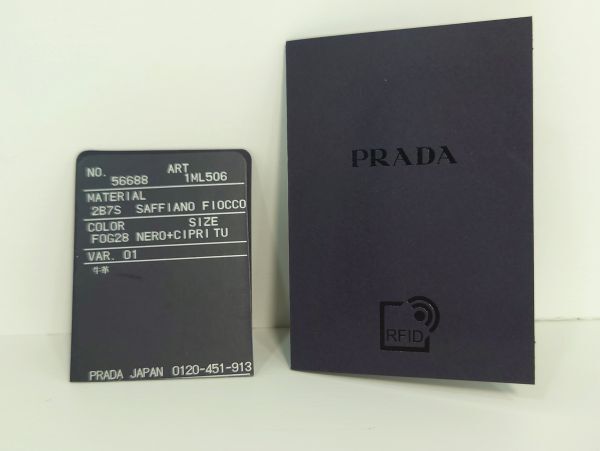 NO. ART
56688 1ML506
MATERIAL
2B7S SAFFIANO FIOCCO
COLOR SIZE
F0G28 NERO+CIPRI TU
VAR. 01
牛革
PRADA JAPAN 0120-451-913
PRADA
RFID